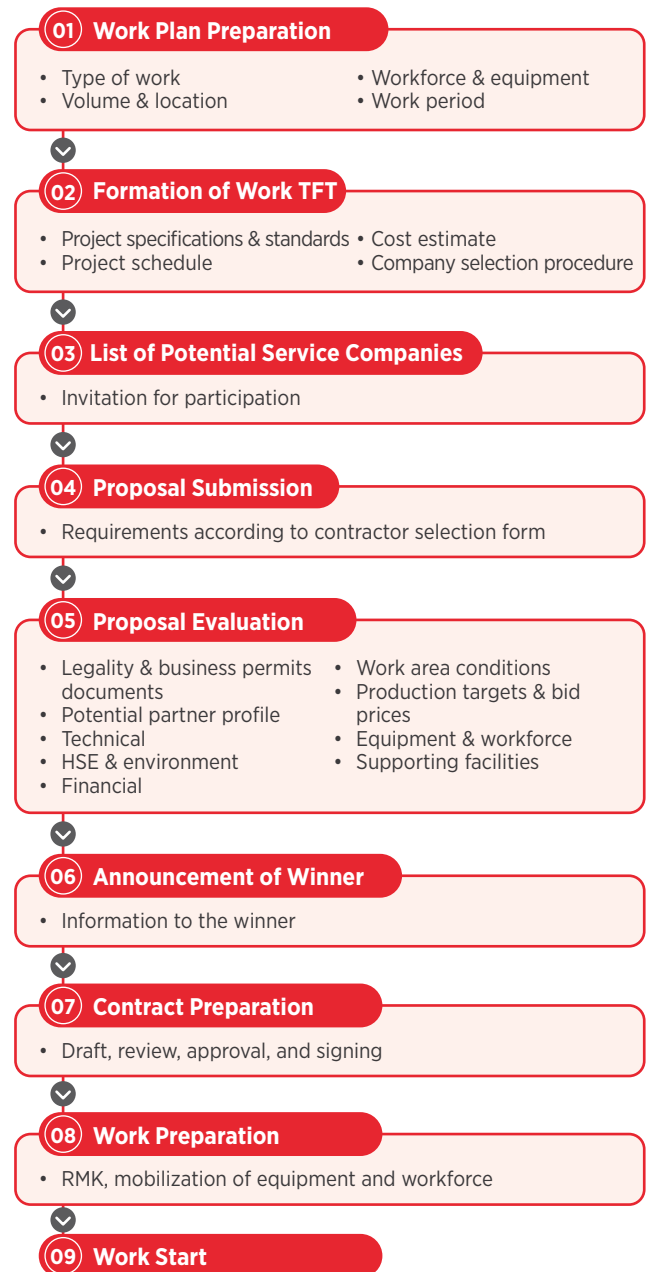 01 Work Plan Preparation
• Type of work
• Volume & location
• Workforce & equipment
• Work period
02 Formation of Work TFT
• Project specifications & standards
• Project schedule
• Cost estimate
• Company selection procedure
03 List of Potential Service Companies
• Invitation for participation
04 Proposal Submission
• Requirements according to contractor selection form
05 Proposal Evaluation
• Legality & business permits
documents
• Potential partner profile
• Technical
• HSE & environment
• Financial
• Work area conditions
• Production targets & bid
prices
• Equipment & workforce
• Supporting facilities
06 Announcement of Winner
• Information to the winner
07 Contract Preparation
• Draft, review, approval, and signing
08 Work Preparation
• RMK, mobilization of equipment and workforce
09 Work Start